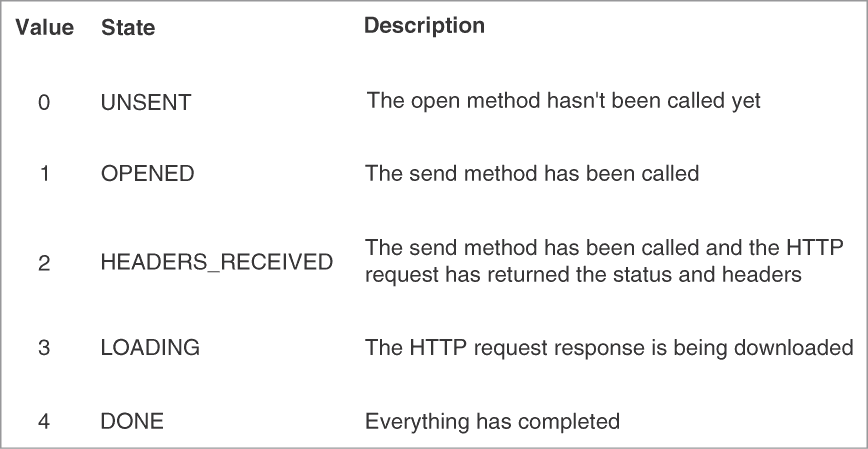 Value State Description
0 UNSENT The open method hasn't been called yet
1 OPENED The send method has been called
2 HEADERS_RECEIVED The send method has been called and the HTTP
request has returned the status and headers
3 LOADING The HTTP request response is being downloaded
4 DONE Everything has completed